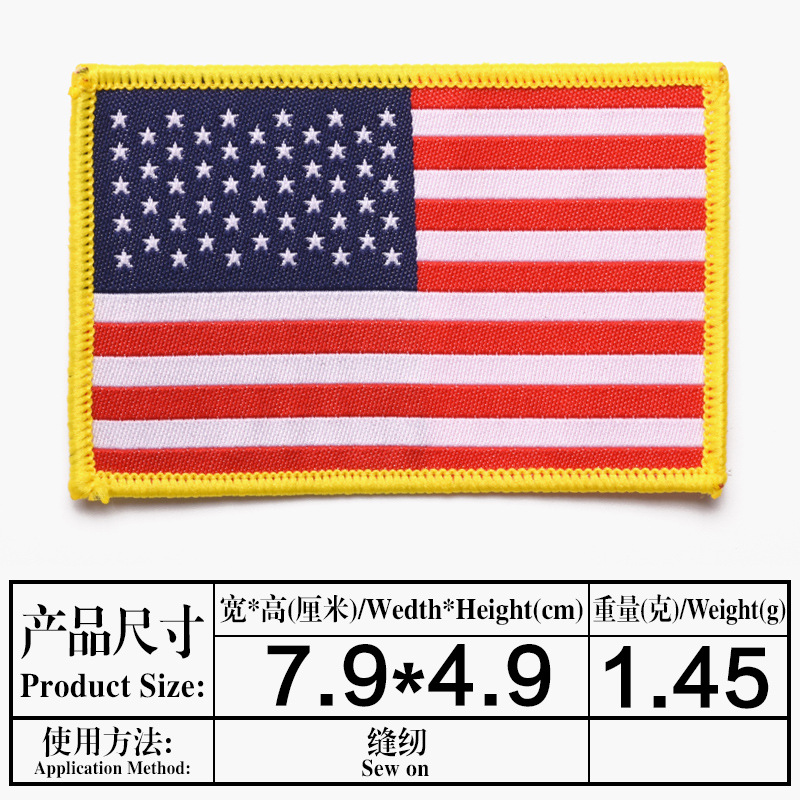 产品尺寸
Product Size:
宽*高(厘米)/Wedth*Height(cm)
重量(克)/Weight(g)
7.9*4.9
1.45
使用方法:
Application Method:
缝纫
Sew on